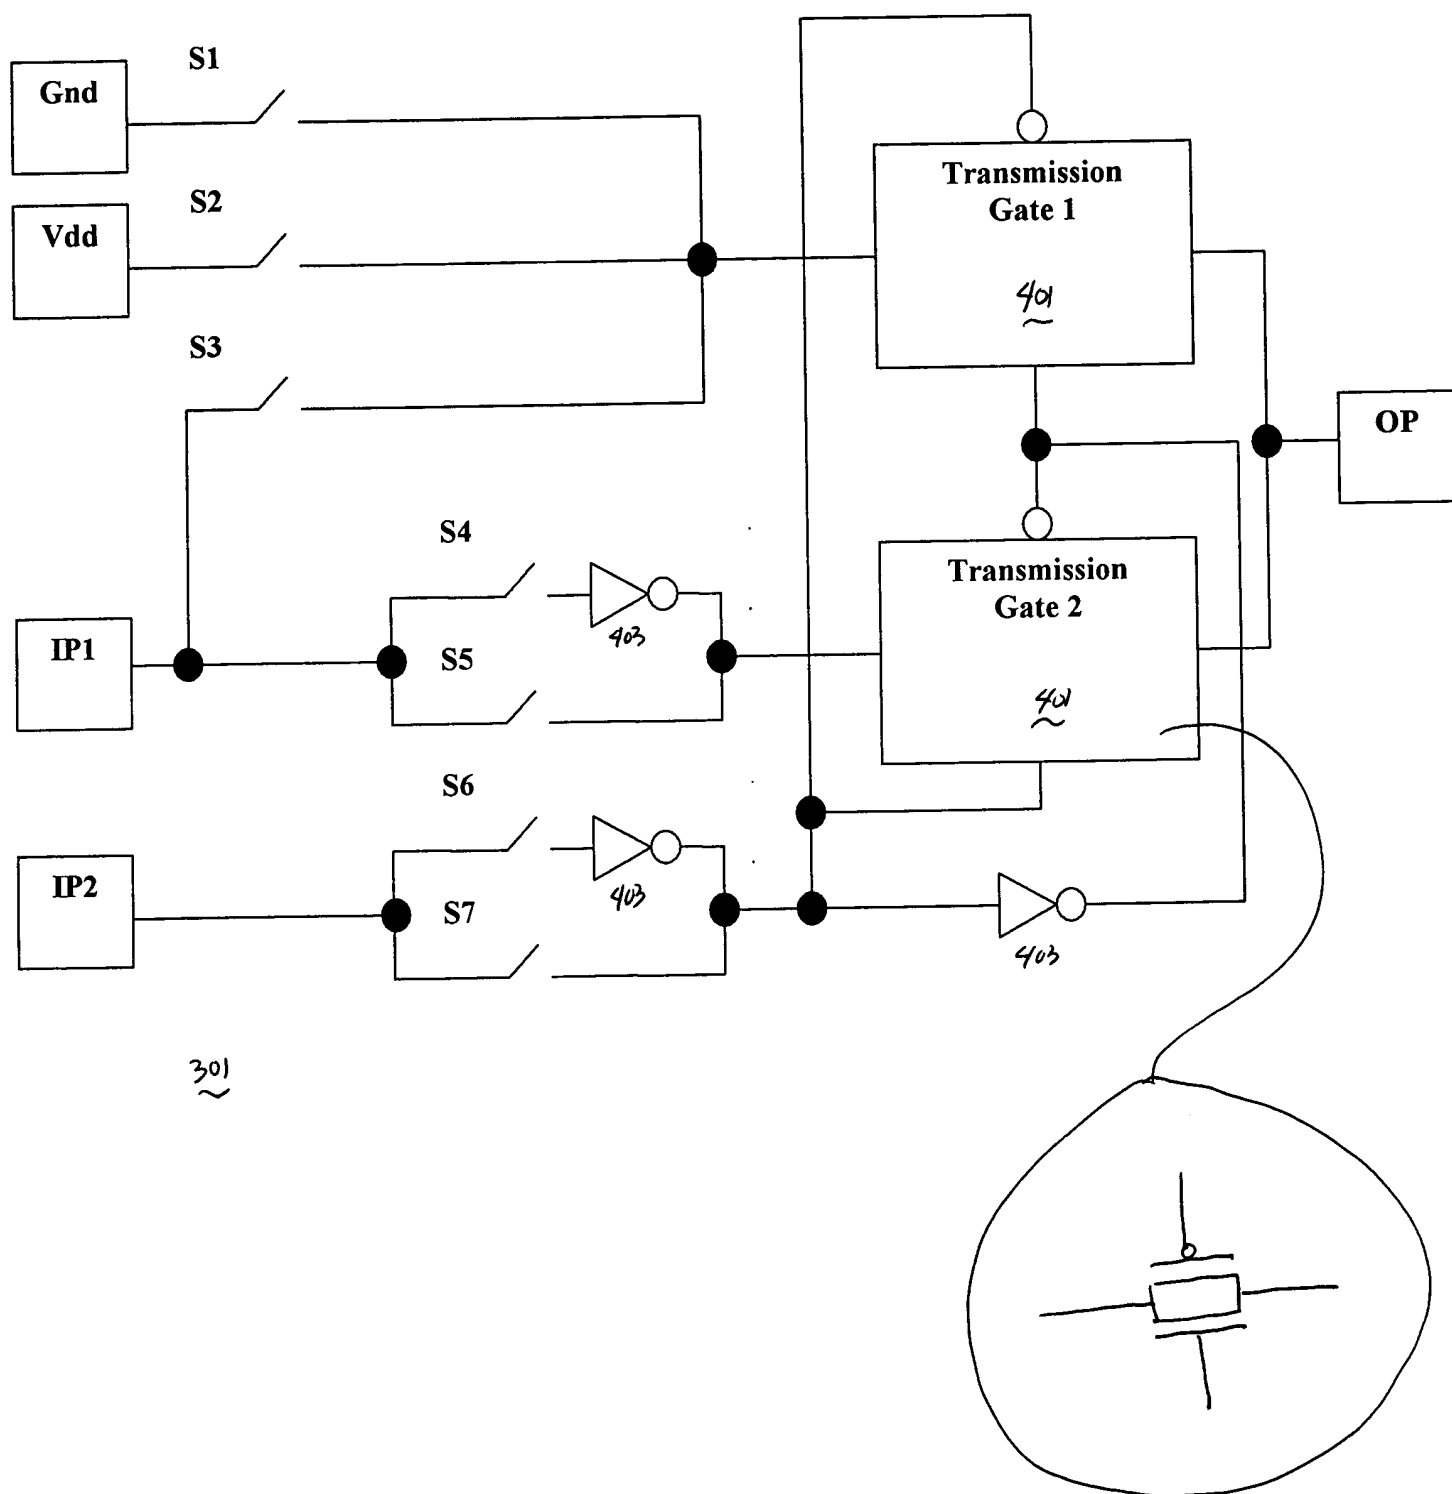 S1
Gnd
S2
Vdd
S3
Transmission
Gate 1
401
OP
S4
403
IP1
S5
Transmission
Gate 2
401
S6
403
IP2
S7
403
301